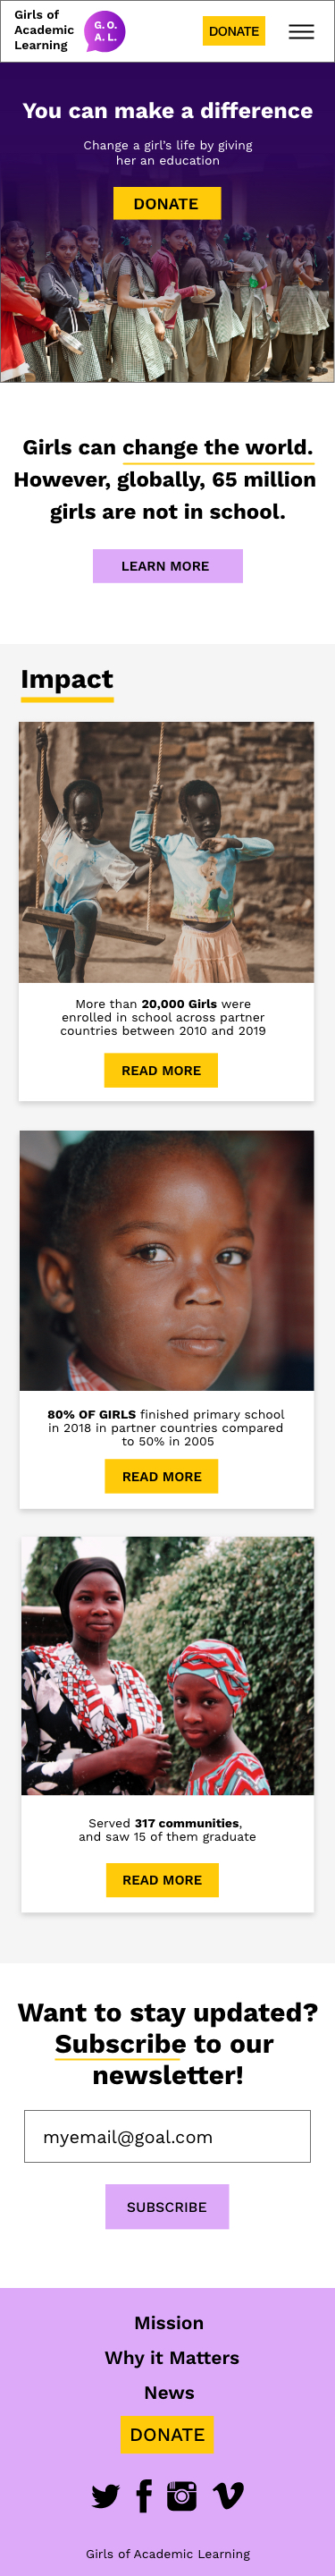 Girls of
Academic
Learning
G. O.
A. L.
DONATE
You can make a difference
Change a girl's life by giving
her an education
DONATE
Girls can change the world.
However, globally, 65 million
girls are not in school.
LEARN MORE
Impact
More than 20,000 Girls were
enrolled in school across partner
countries between 2010 and 2019
READ MORE
80% OF GIRLS finished primary school
in 2018 in partner countries compared
to 50% in 2005
READ MORE
Served 317 communities,
and saw 15 of them graduate
READ MORE
Want to stay updated?
Subscribe to our
newsletter!
myemail@goal.com
SUBSCRIBE
Mission
Why it Matters
News
DONATE
Girls of Academic Learning